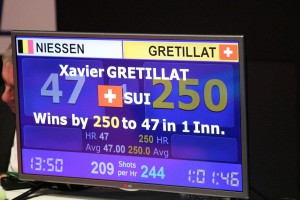 NIESSEN GRETILLAT
Xavier GRETILLAT
47 SUI 250
Wins by 250 to 47 in 1 Inn.
HR 47 250 HR
Avg 47.00 250.0 Avg
13:50 209 Shots per Hr 244 1:01:46